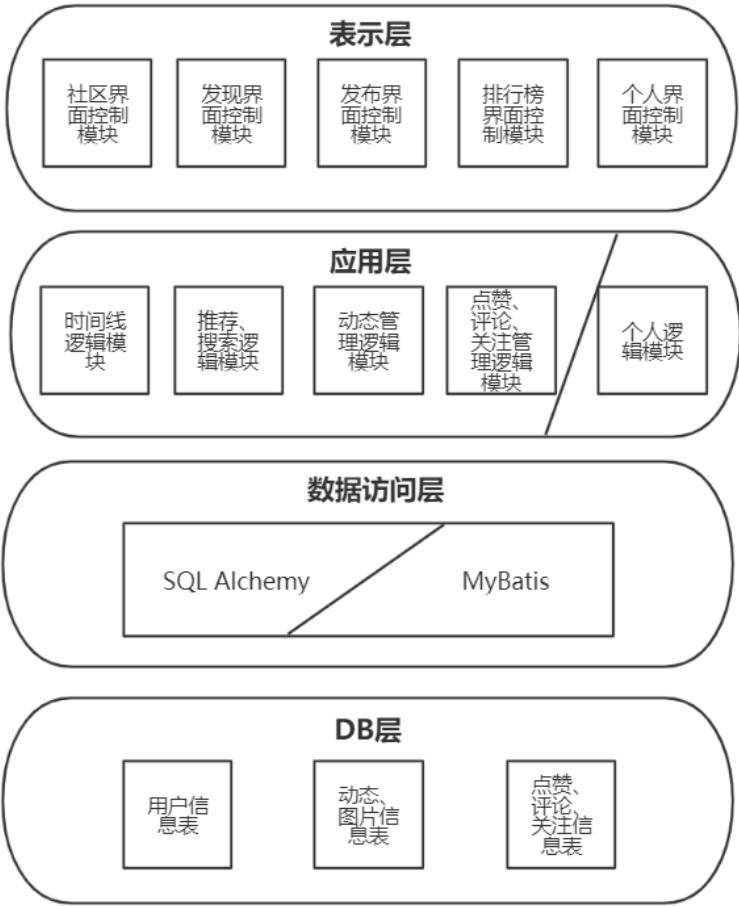 表示层
社区界
面控制
模块
发现界
面控制
模块
发布界
面控制
模块
排行榜
界面控
制模块
个人界
面控制
模块
应用层
时间线
逻辑模
块
推荐、
搜索逻
辑模块
动态管
理逻辑
模块
点赞、
评论、
关注管
理逻辑
模块
个人逻
辑模块
数据访问层
SQL Alchemy
MyBatis
DB层
用户信
息表
动态、
图片信
息表
点赞、
评论、
关注信
息表